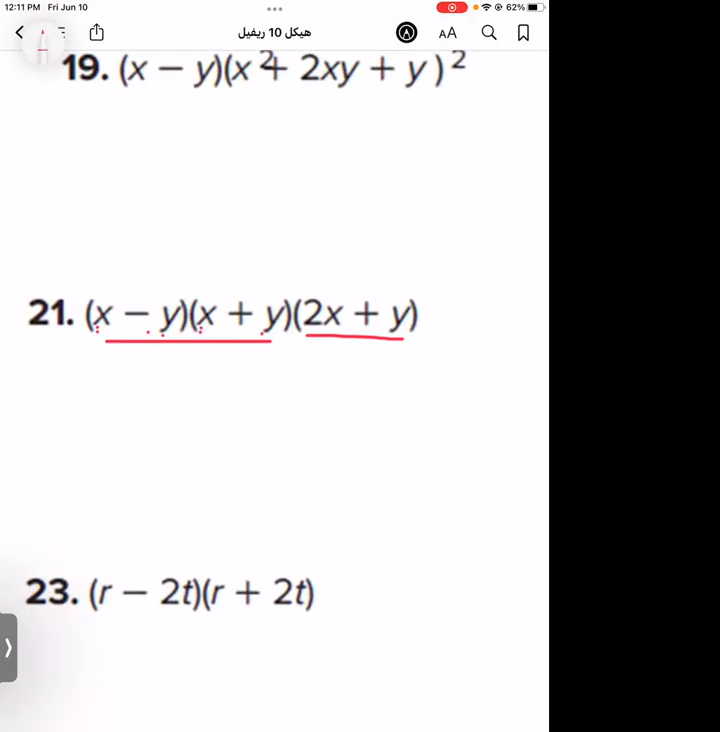 12:11 PM Fri Jun 10 62%
هيكل 10 ريفيل
AA
19. (x – y)(x² + 2xy + y )²
21. (x – y)(x + y)(2x + y)
23. (r – 2t)(r + 2t)